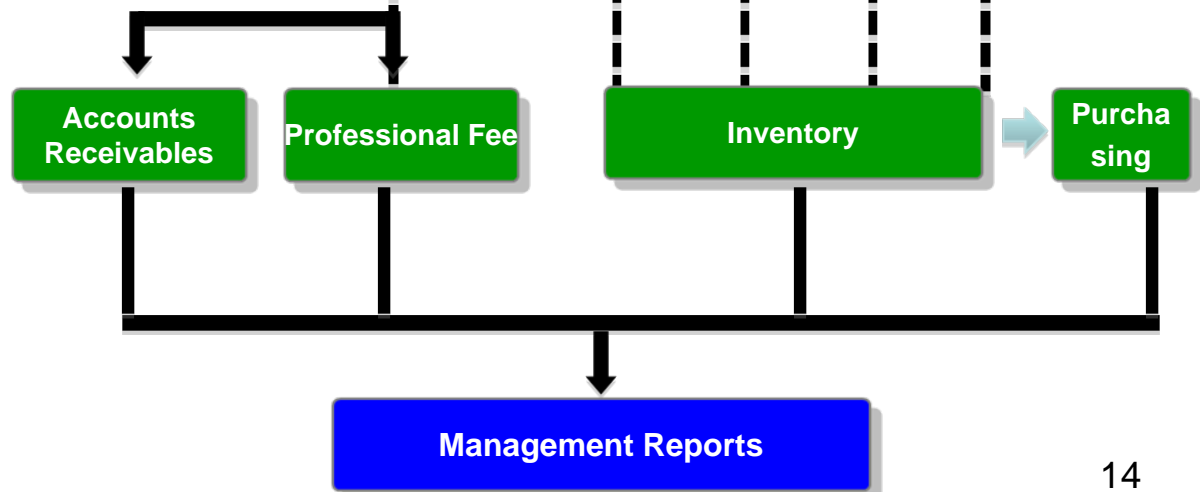 Accounts
Receivables
Professional Fee
Inventory
Purcha
sing
Management Reports
14